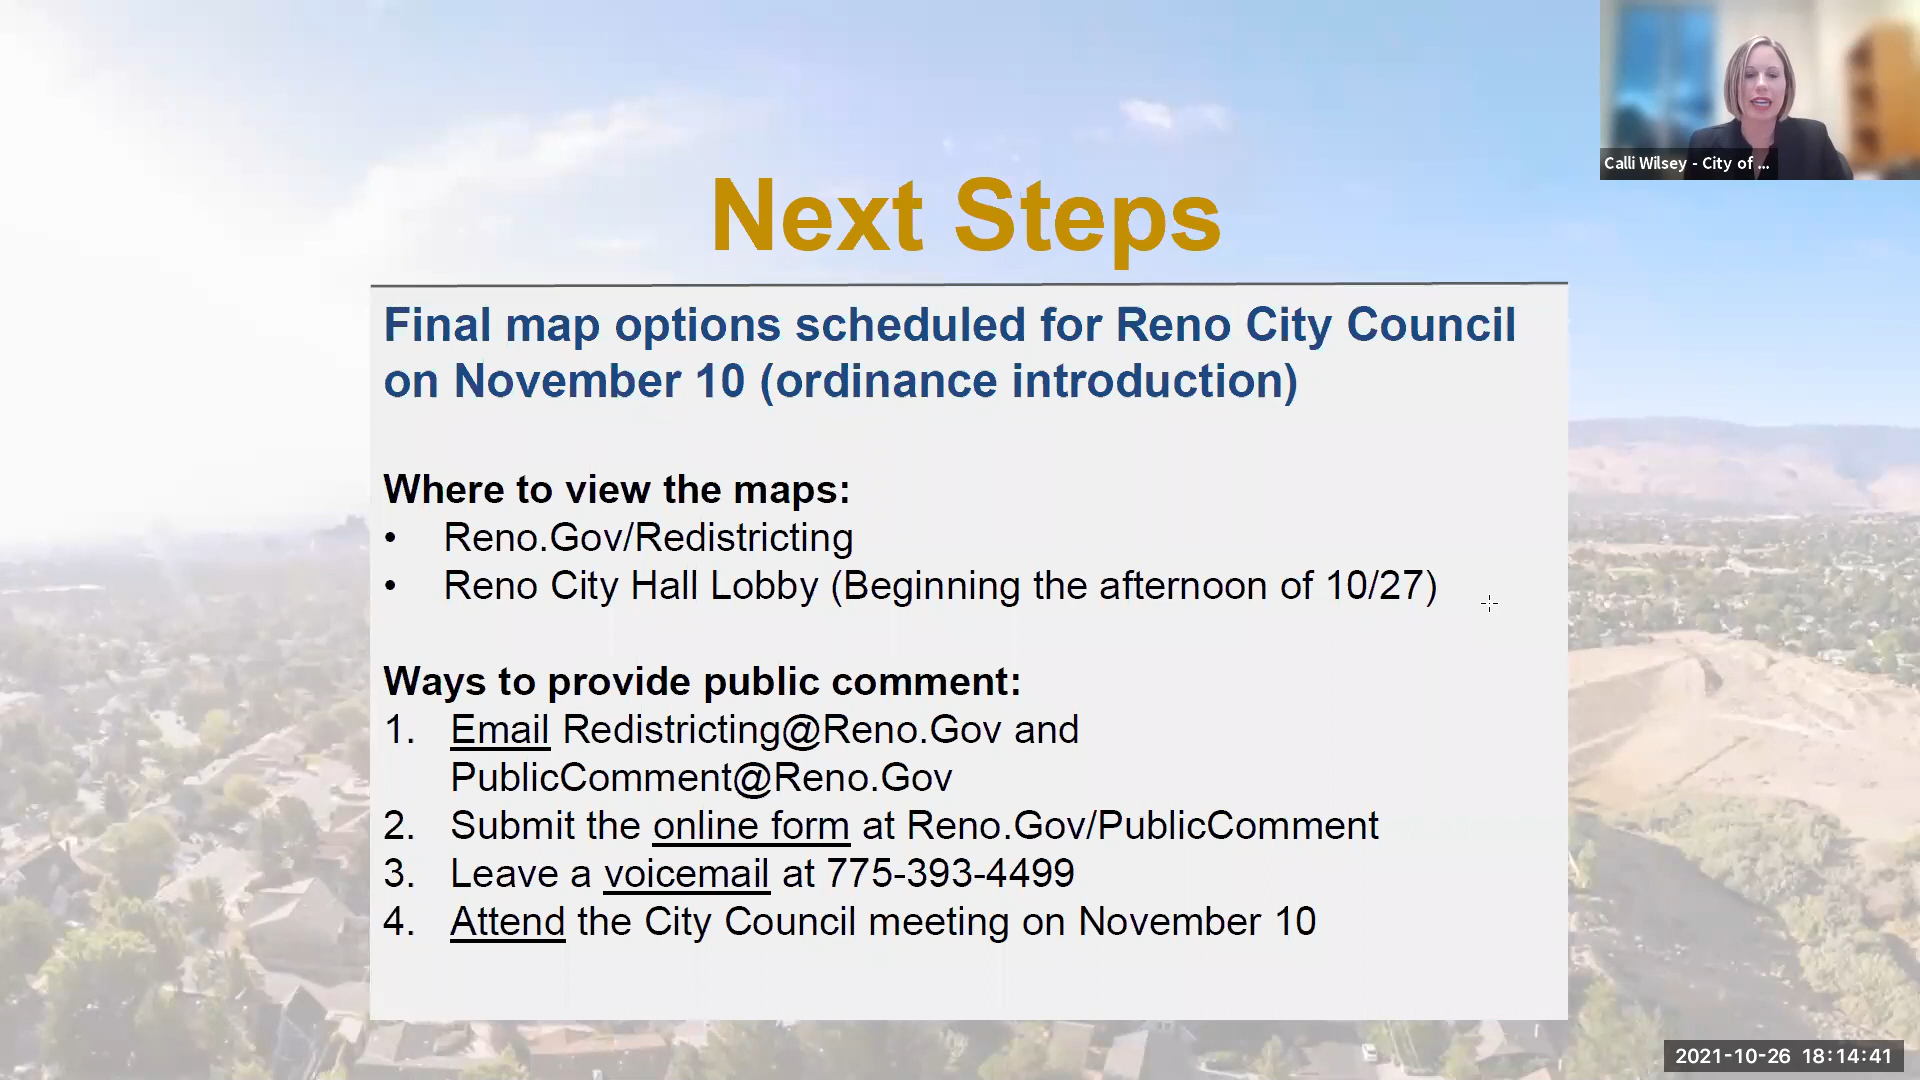 Calli Wilsey - City of ...
Next Steps
Final map options scheduled for Reno City Council
on November 10 (ordinance introduction)
Where to view the maps:
• Reno.Gov/Redistricting
• Reno City Hall Lobby (Beginning the afternoon of 10/27)
Ways to provide public comment:
1. Email Redistricting@Reno.Gov and
PublicComment@Reno.Gov
2. Submit the online form at Reno.Gov/PublicComment
3. Leave a voicemail at 775-393-4499
4. Attend the City Council meeting on November 10
2021-10-26 18:14:41